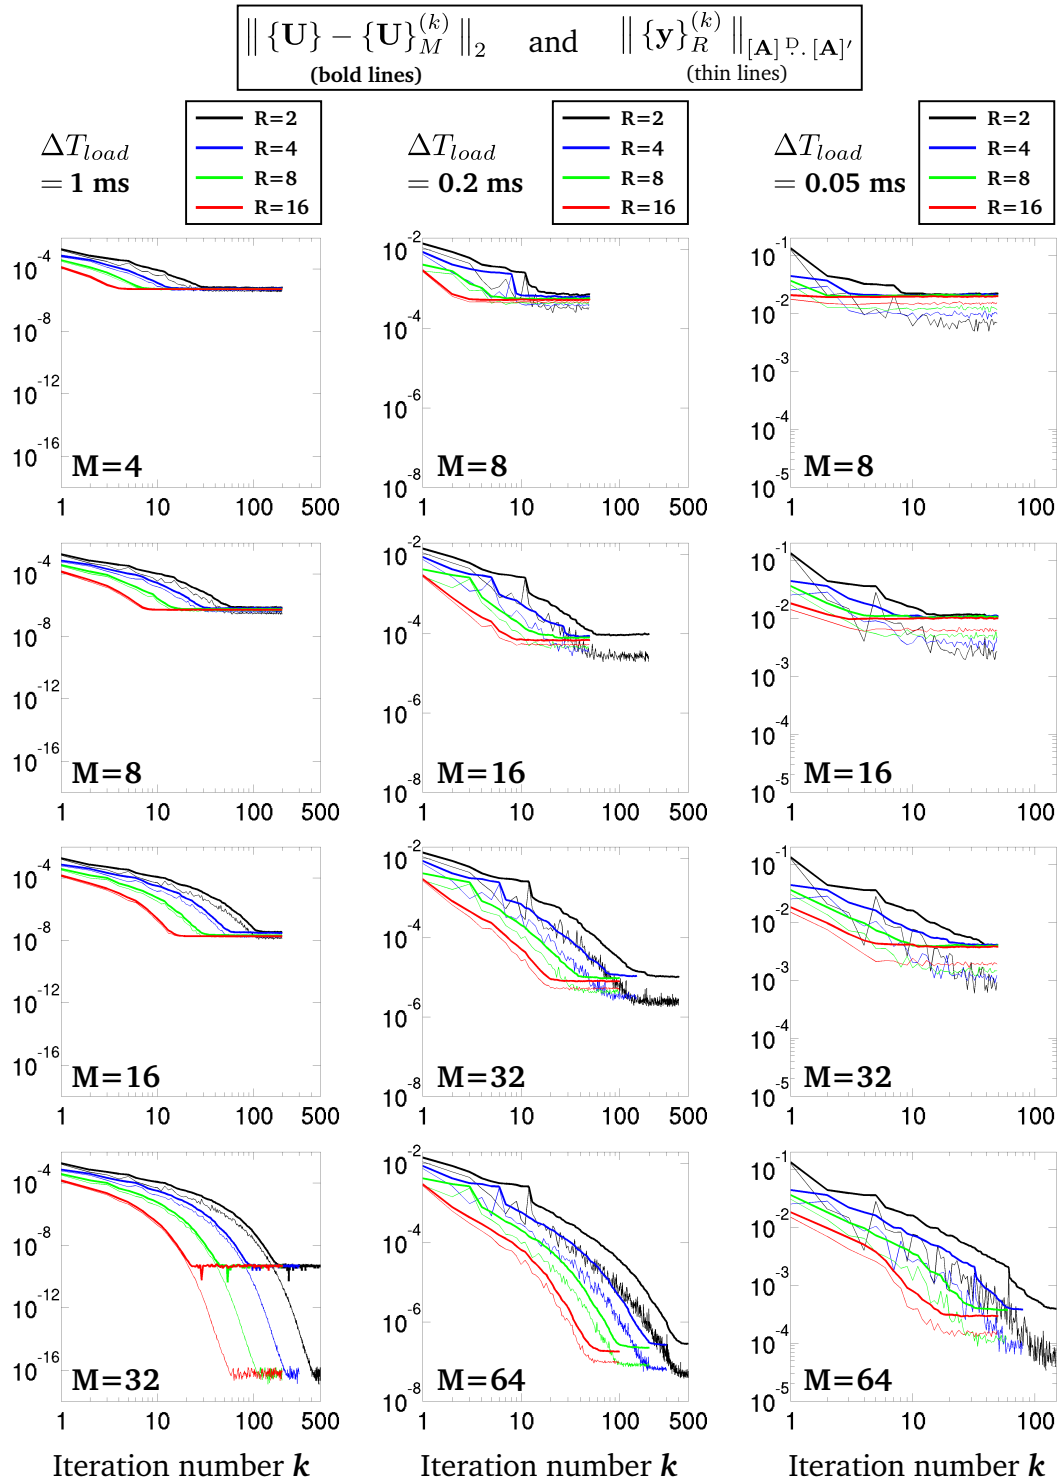 ‖ {U} − {U}_M^(k) ‖_2 and ‖ {y}_R^(k) ‖_[A] D∴ [A]′
(bold lines) (thin lines)
ΔT_load = 1 ms
R=2
R=4
R=8
R=16
ΔT_load = 0.2 ms
R=2
R=4
R=8
R=16
ΔT_load = 0.05 ms
R=2
R=4
R=8
R=16
10^-4
10^-8
10^-12
10^-16
M=4
1 10 100 500
10^-2
10^-4
10^-6
10^-8
M=8
1 10 100 500
10^-1
10^-2
10^-3
10^-4
10^-5
M=8
1 10 100
10^-4
10^-8
10^-12
10^-16
M=8
1 10 100 500
10^-2
10^-4
10^-6
10^-8
M=16
1 10 100 500
10^-1
10^-2
10^-3
10^-4
10^-5
M=16
1 10 100
10^-4
10^-8
10^-12
10^-16
M=16
1 10 100 500
10^-2
10^-4
10^-6
10^-8
M=32
1 10 100 500
10^-1
10^-2
10^-3
10^-4
10^-5
M=32
1 10 100
10^-4
10^-8
10^-12
10^-16
M=32
1 10 100 500
10^-2
10^-4
10^-6
10^-8
M=64
1 10 100 500
10^-1
10^-2
10^-3
10^-4
10^-5
M=64
1 10 100
Iteration number k
Iteration number k
Iteration number k